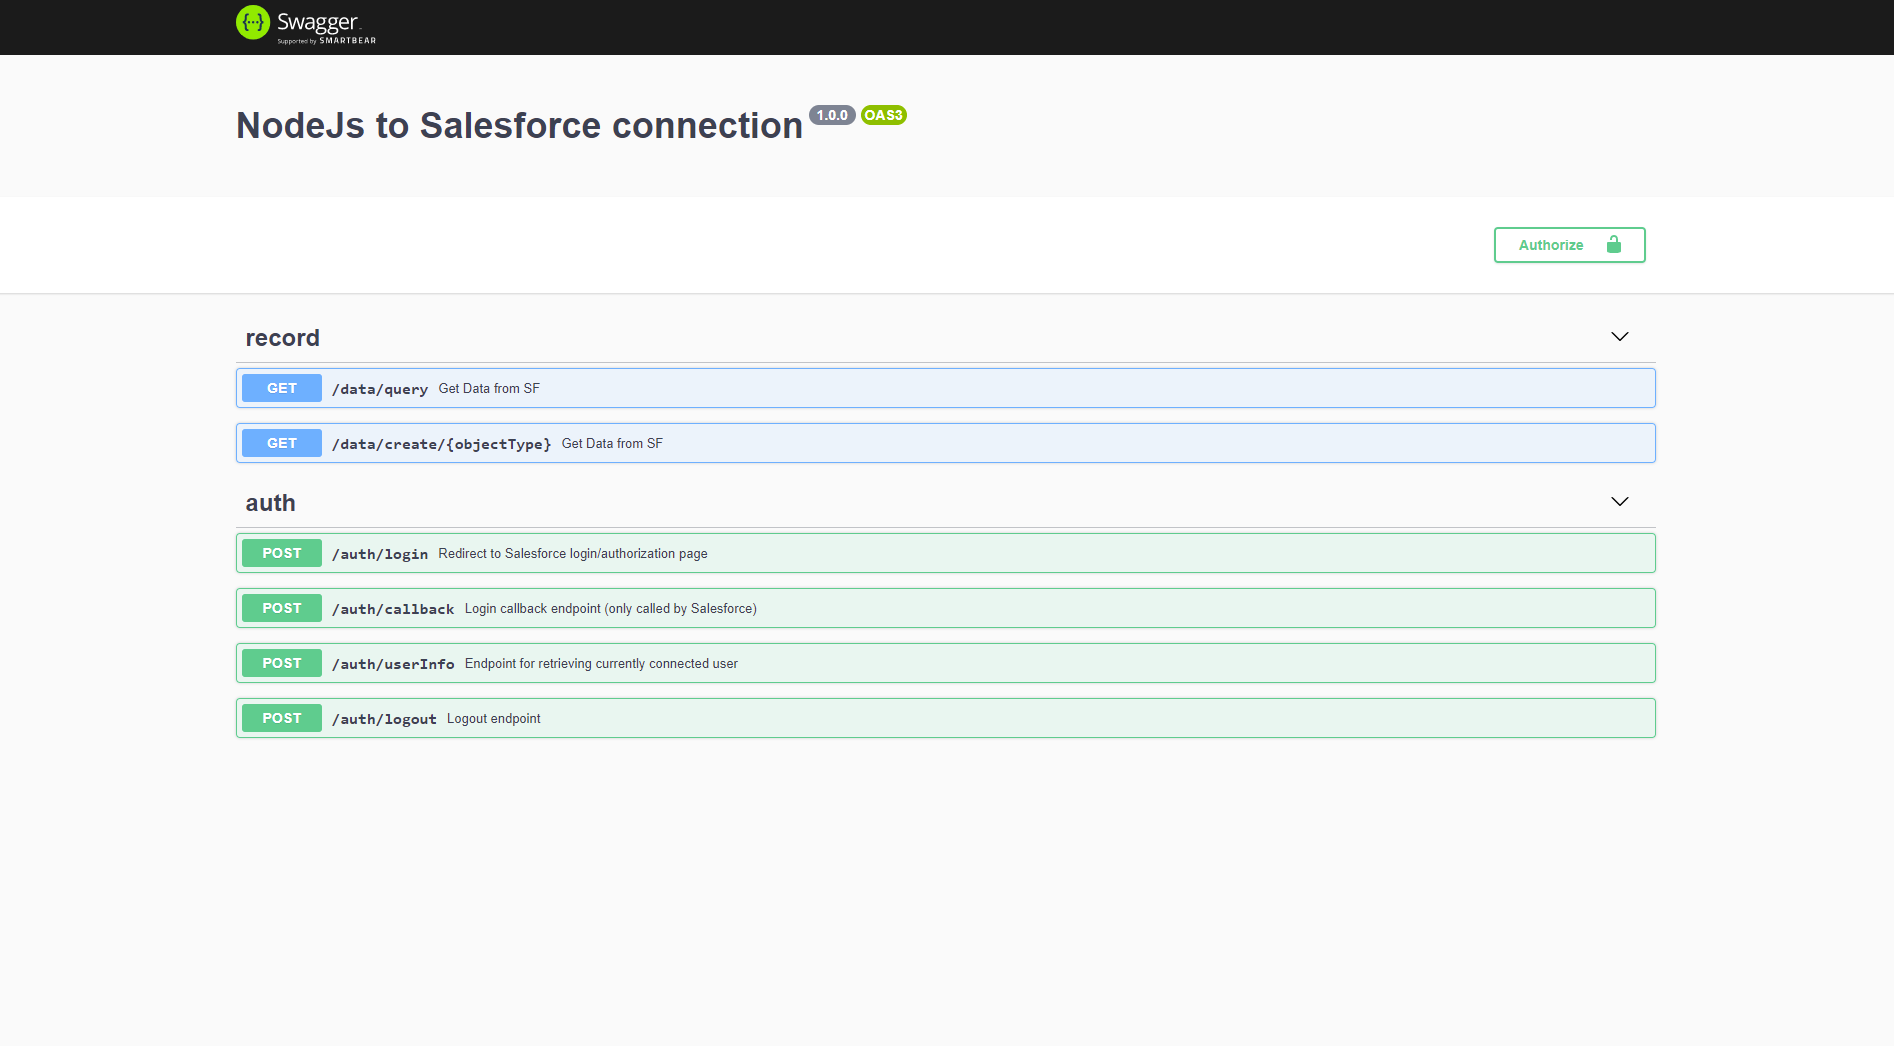 Swagger
Supported by SMARTBEAR
NodeJs to Salesforce connection 1.0.0 OAS3
Authorize
record
GET /data/query Get Data from SF
GET /data/create/{objectType} Get Data from SF
auth
POST /auth/login Redirect to Salesforce login/authorization page
POST /auth/callback Login callback endpoint (only called by Salesforce)
POST /auth/userInfo Endpoint for retrieving currently connected user
POST /auth/logout Logout endpoint